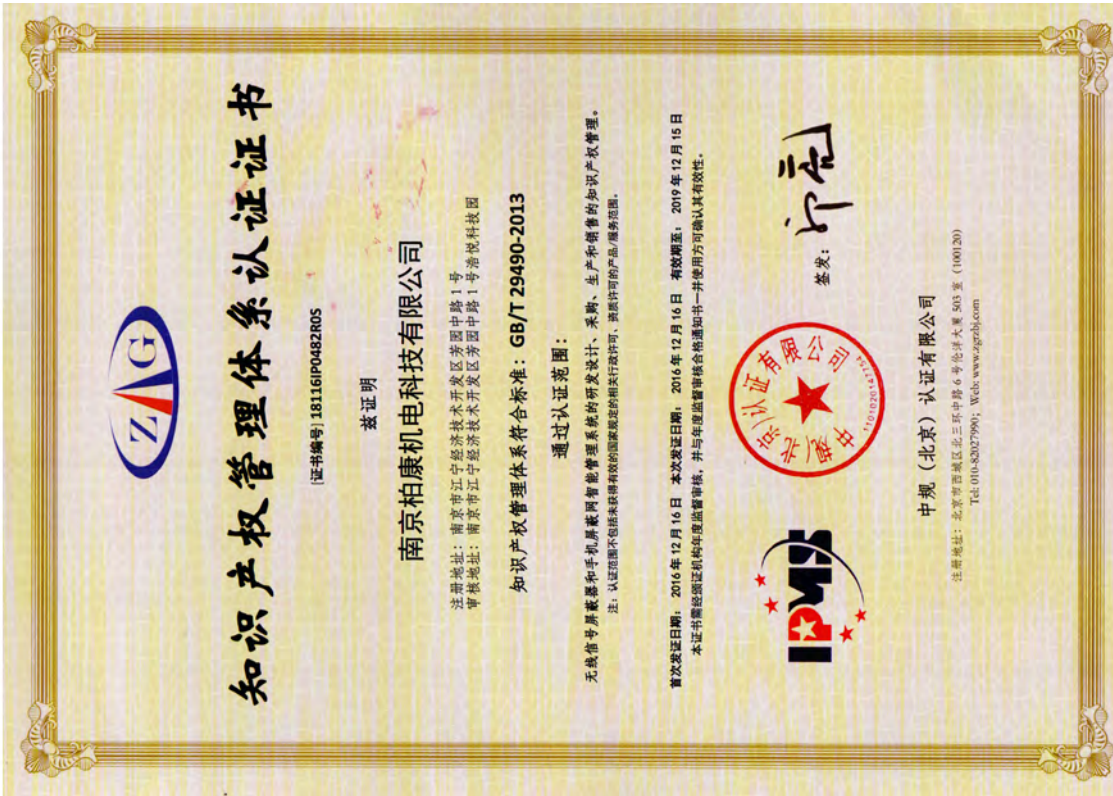 ZG
知识产权管理体系认证证书
[证书编号] 18116IP0482R0S
兹证明
南京柏康机电科技有限公司
注册地址：南京市江宁经济技术开发区芳园中路1号
审核地址：南京市江宁经济技术开发区芳园中路1号浩悦科技园
知识产权管理体系符合标准：GB/T 29490-2013
通过认证范围：
无线信号屏蔽器和手机屏蔽网智能管理系统的研发设计、采购、生产和销售的知识产权管理。
注：认证范围不包括未获得有效的国家规定的相关行政许可、资质许可的产品/服务范围。
首次发证日期：2016年12月16日 本次发证日期：2016年12月16日 有效期至：2019年12月15日
本证书需经颁证机构年度监督审核，并与年度监督审核合格通知书一并使用方可确认其有效性。
IPMS
中规（北京）认证有限公司
签发：
中规（北京）认证有限公司
注册地址：北京市西城区北三环中路6号伦洋大厦503室（100120）
Tel: 010-82027990；Web: www.zgrzbj.com